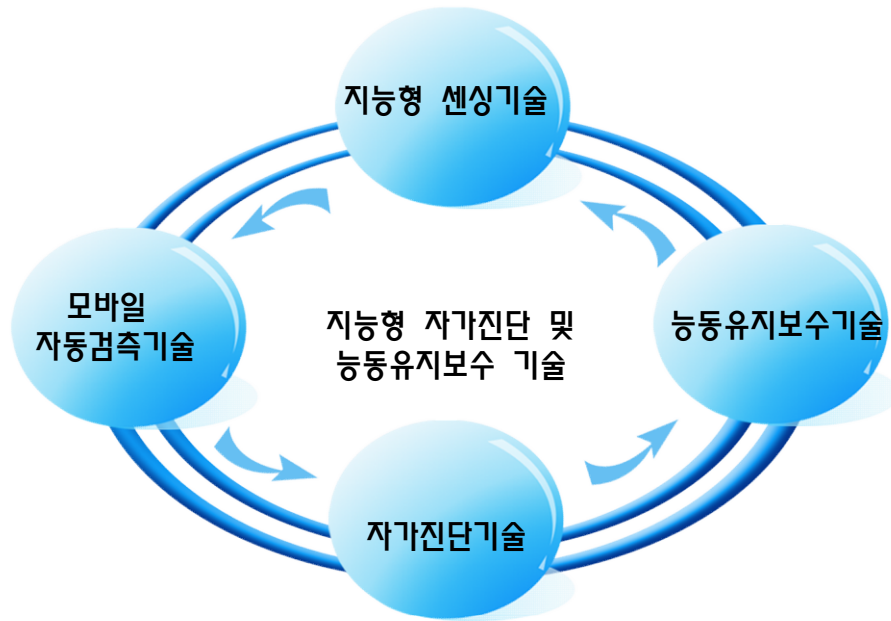 지능형 센싱기술
모바일
자동검측기술
지능형 자가진단 및
능동유지보수 기술
능동유지보수기술
자가진단기술